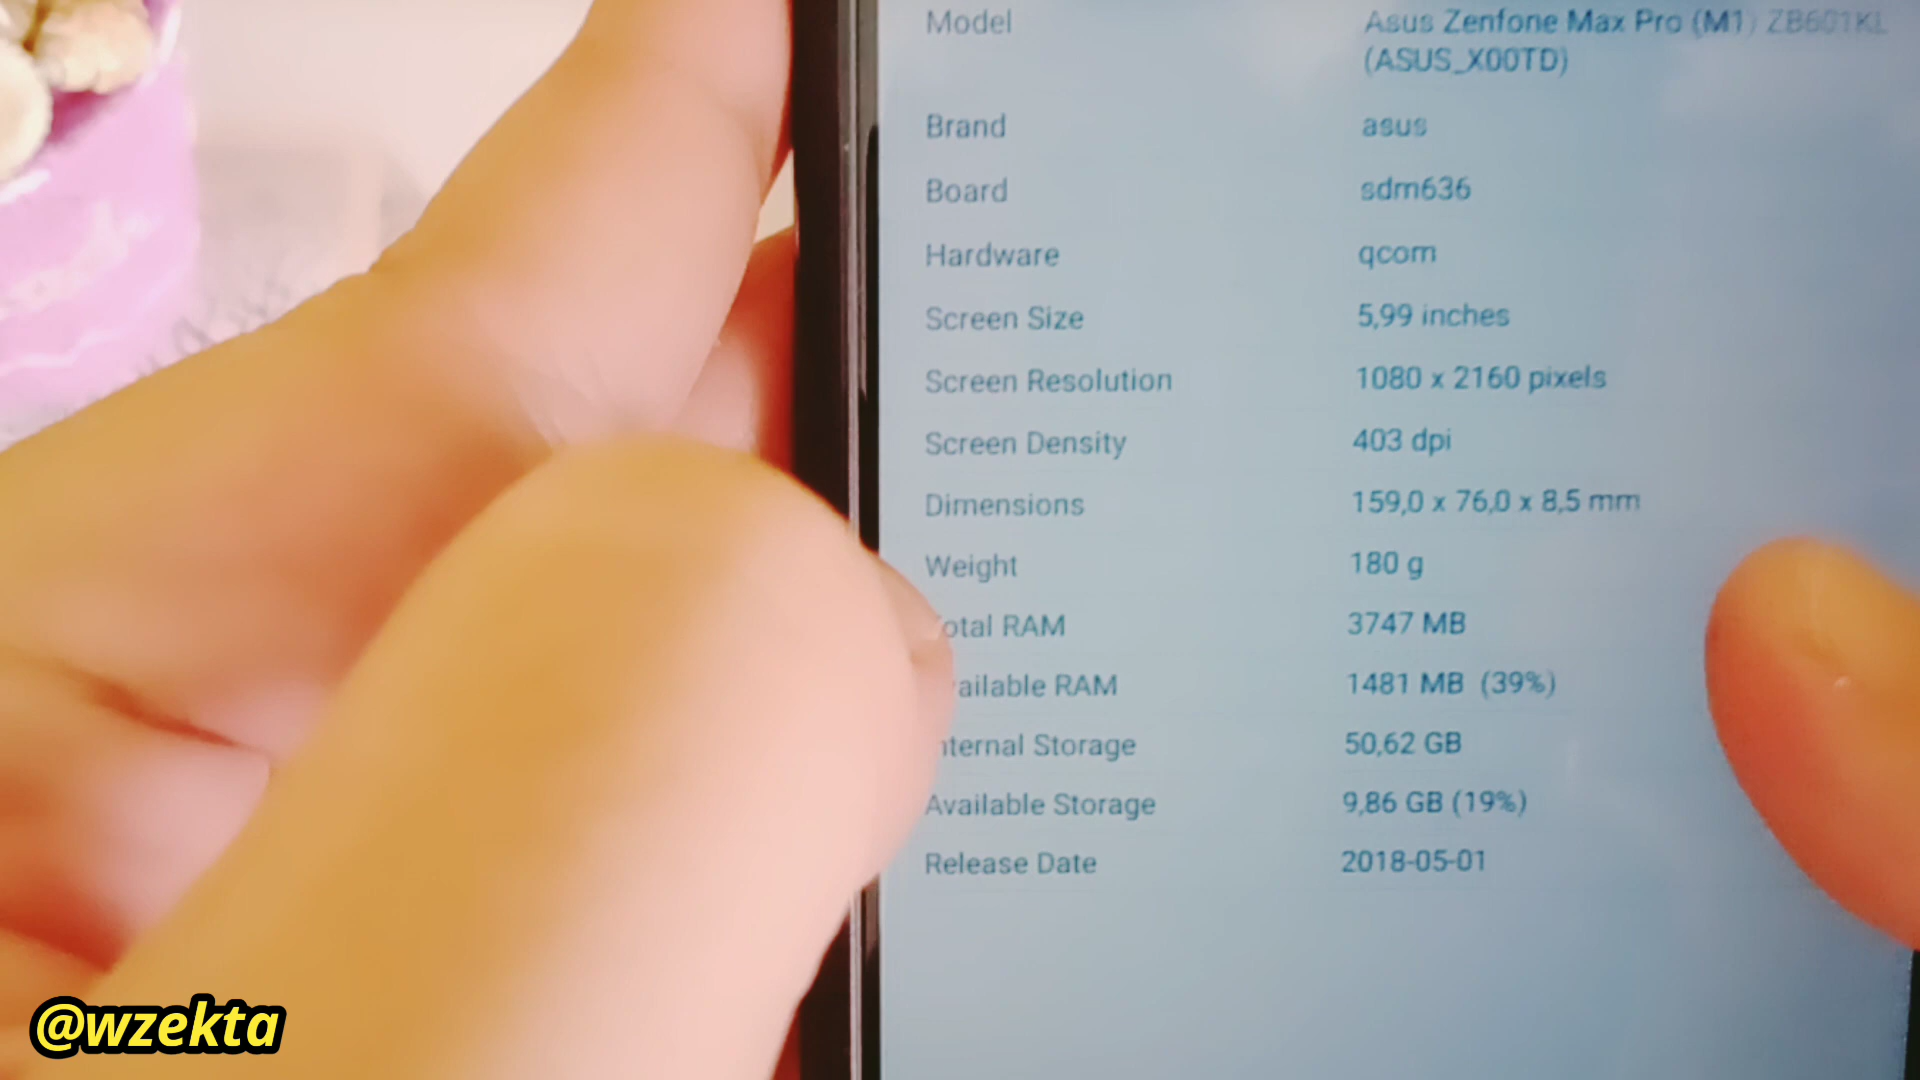 Model Asus Zenfone Max Pro (M1) ZB601KL
(ASUS_X00TD)
Brand asus
Board sdm636
Hardware qcom
Screen Size 5,99 inches
Screen Resolution 1080 x 2160 pixels
Screen Density 403 dpi
Dimensions 159,0 x 76,0 x 8,5 mm
Weight 180 g
otal RAM 3747 MB
ailable RAM 1481 MB (39%)
nternal Storage 50,62 GB
Available Storage 9,86 GB (19%)
Release Date 2018-05-01
@wzekta